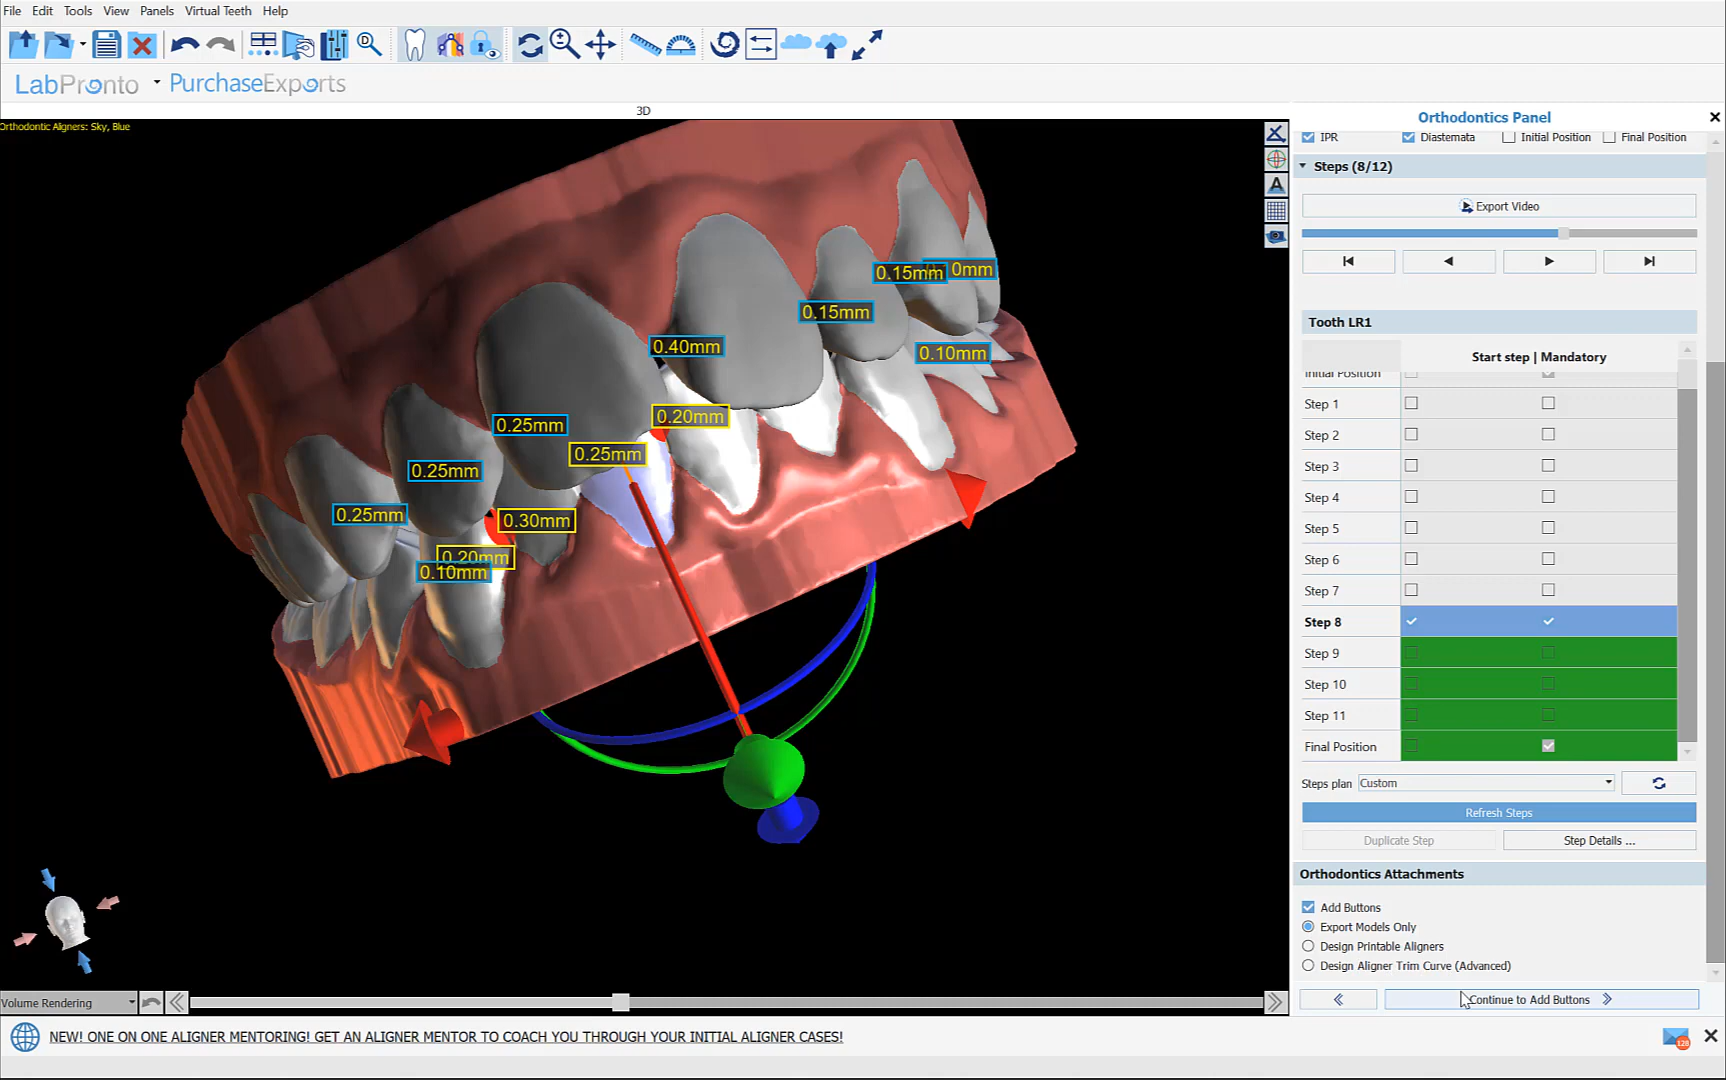 File Edit Tools View Panels Virtual Teeth Help
D
LabPronto PurchaseExports
3D
Orthodontic Aligners: Sky, Blue
A
0.15mm 0mm
0.15mm
0.40mm
0.10mm
0.20mm
0.25mm
0.25mm
0.25mm
0.25mm
0.30mm
0.20mm
0.10mm
Volume Rendering
Orthodontics Panel
IPR Diastemata Initial Position Final Position
Steps (8/12)
Export Video
Tooth LR1
Start step | Mandatory
Initial Position
Step 1
Step 2
Step 3
Step 4
Step 5
Step 6
Step 7
Step 8
Step 9
Step 10
Step 11
Final Position
Steps plan Custom
Refresh Steps
Duplicate Step Step Details ...
Orthodontics Attachments
Add Buttons
Export Models Only
Design Printable Aligners
Design Aligner Trim Curve (Advanced)
Continue to Add Buttons
NEW! ONE ON ONE ALIGNER MENTORING! GET AN ALIGNER MENTOR TO COACH YOU THROUGH YOUR INITIAL ALIGNER CASES!
128